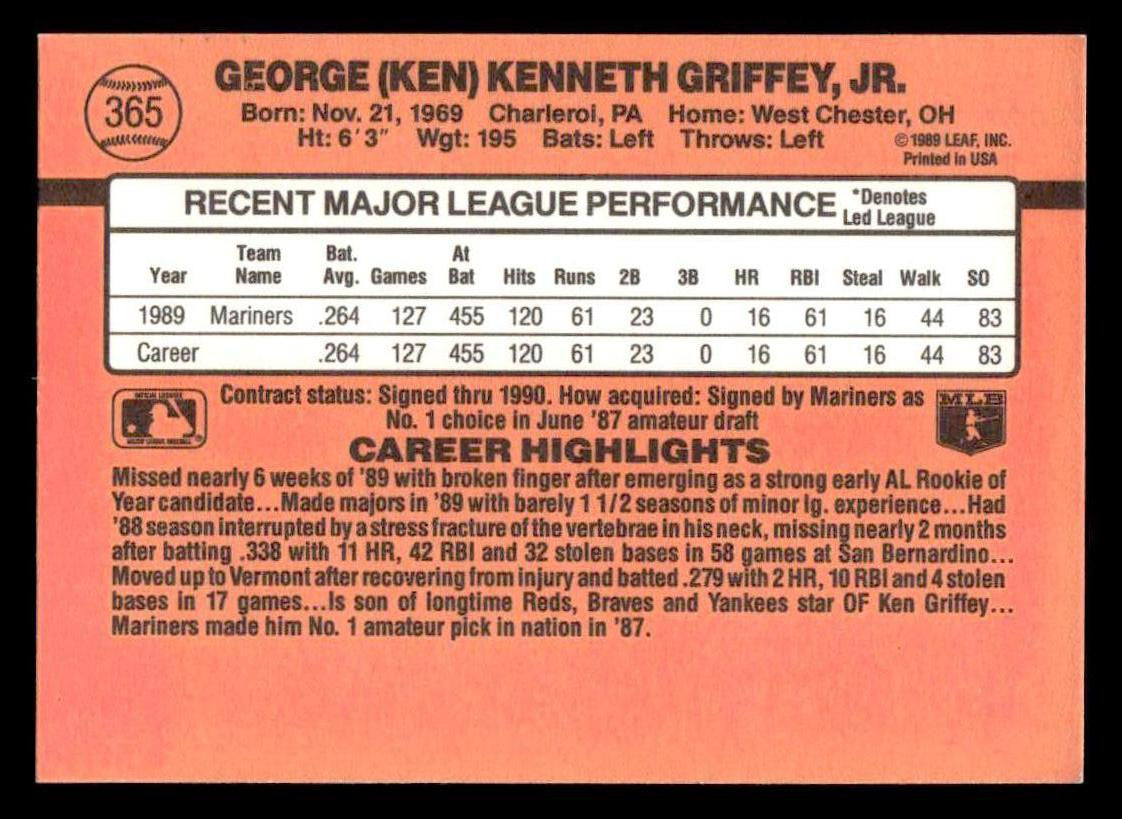 365
GEORGE (KEN) KENNETH GRIFFEY, JR.
Born: Nov. 21, 1969 Charleroi, PA Home: West Chester, OH
Ht: 6'3" Wgt: 195 Bats: Left Throws: Left
© 1989 LEAF, INC.
Printed in USA
RECENT MAJOR LEAGUE PERFORMANCE *Denotes Led League
Year Team Name Bat. Avg. Games At Bat Hits Runs 2B 3B HR RBI Steal Walk SO
1989 Mariners .264 127 455 120 61 23 0 16 61 16 44 83
Career .264 127 455 120 61 23 0 16 61 16 44 83
Contract status: Signed thru 1990. How acquired: Signed by Mariners as
No. 1 choice in June '87 amateur draft
MLB
CAREER HIGHLIGHTS
Missed nearly 6 weeks of '89 with broken finger after emerging as a strong early AL Rookie of
Year candidate...Made majors in '89 with barely 1 1/2 seasons of minor lg. experience...Had
'88 season interrupted by a stress fracture of the vertebrae in his neck, missing nearly 2 months
after batting .338 with 11 HR, 42 RBI and 32 stolen bases in 58 games at San Bernardino...
Moved up to Vermont after recovering from injury and batted .279 with 2 HR, 10 RBI and 4 stolen
bases in 17 games...Is son of longtime Reds, Braves and Yankees star OF Ken Griffey...
Mariners made him No. 1 amateur pick in nation in '87.